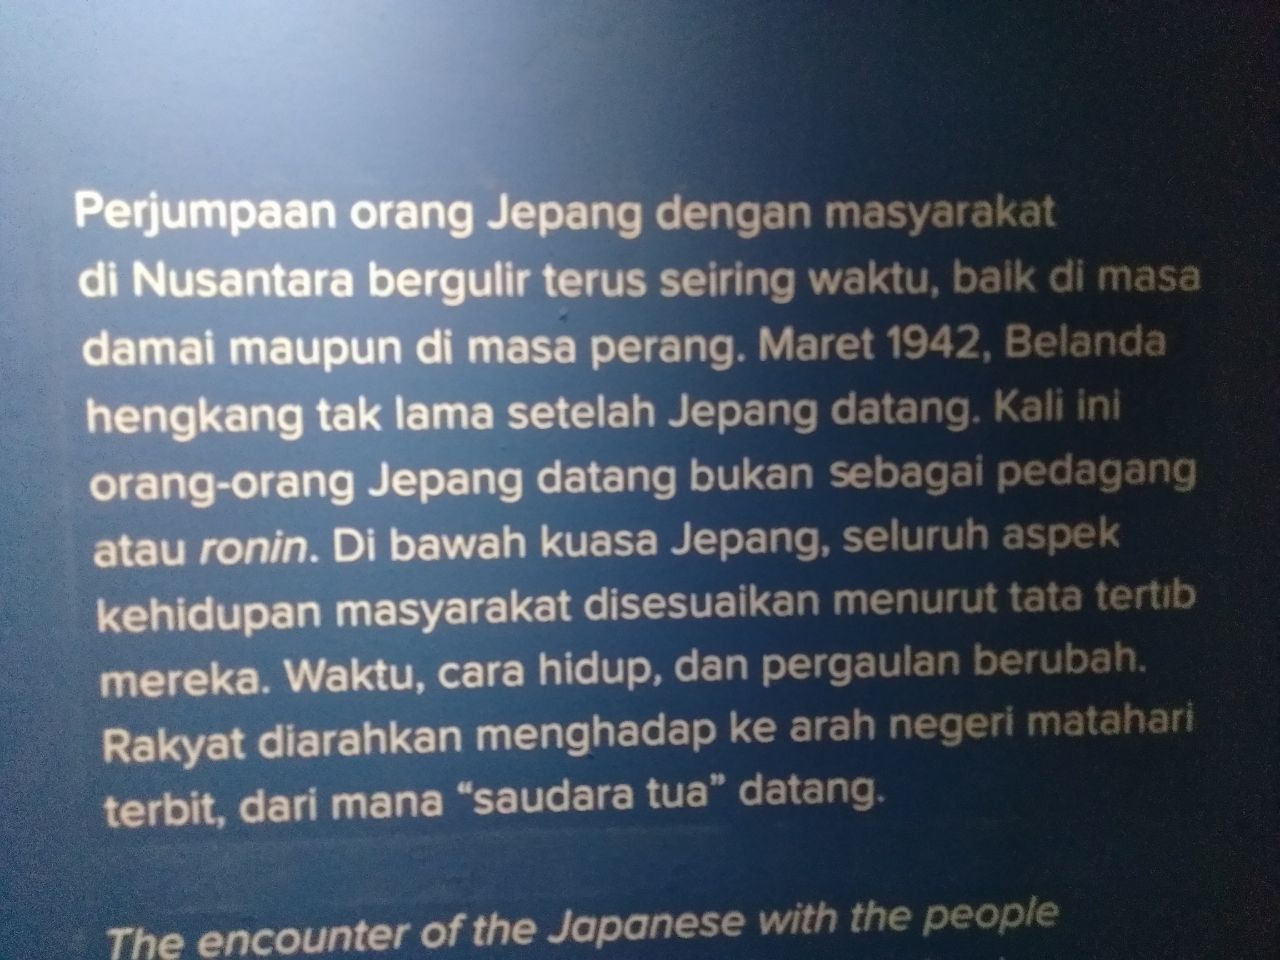 Perjumpaan orang Jepang dengan masyarakat
di Nusantara bergulir terus seiring waktu, baik di masa
damai maupun di masa perang. Maret 1942, Belanda
hengkang tak lama setelah Jepang datang. Kali ini
orang-orang Jepang datang bukan sebagai pedagang
atau ronin. Di bawah kuasa Jepang, seluruh aspek
kehidupan masyarakat disesuaikan menurut tata tertib
mereka. Waktu, cara hidup, dan pergaulan berubah.
Rakyat diarahkan menghadap ke arah negeri matahari
terbit, dari mana “saudara tua” datang.
The encounter of the Japanese with the people